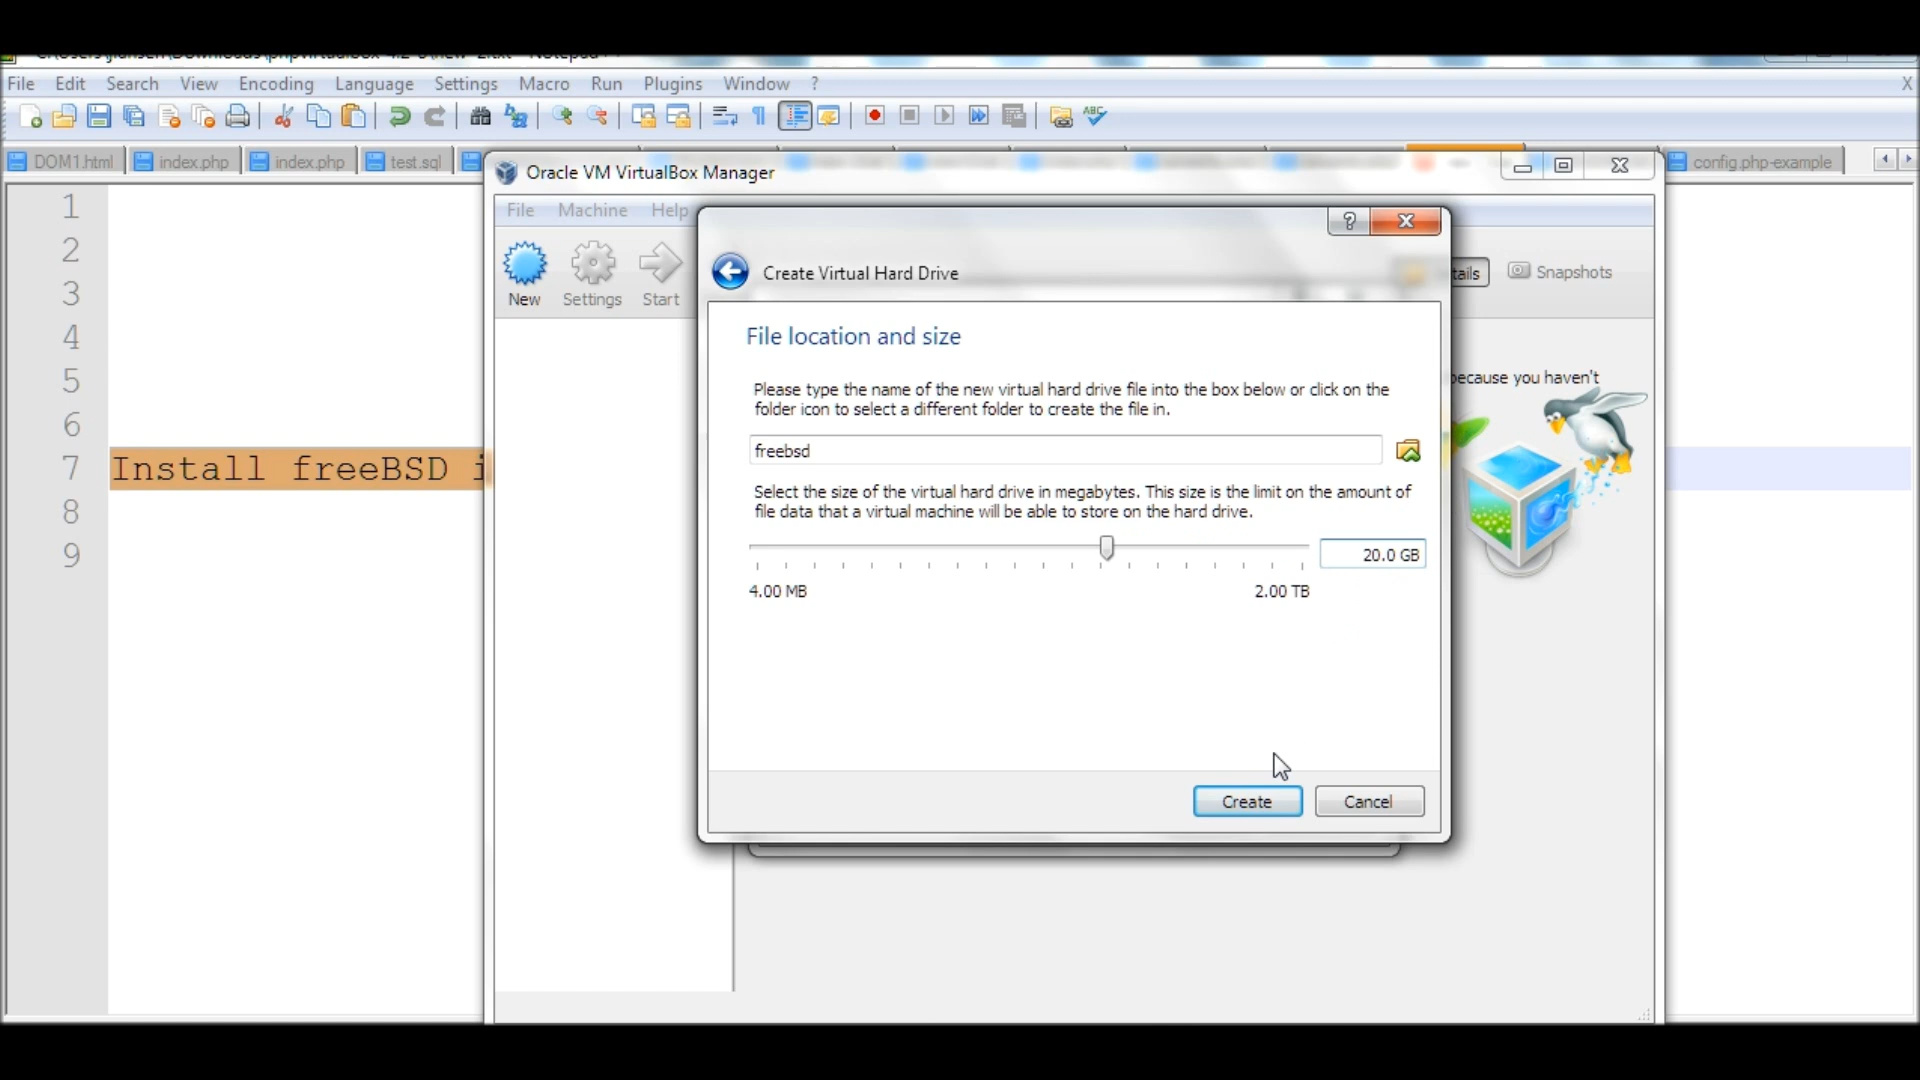 File Edit Search View Encoding Language Settings Macro Run Plugins Window ? X
DOM1.html index.php index.php test.sql config.php-example
Oracle VM VirtualBox Manager
File Machine Help
New Settings Start
tails Snapshots
because you haven't
1
2
3
4
5
6
7 Install freeBSD i
8
9
Create Virtual Hard Drive
File location and size
Please type the name of the new virtual hard drive file into the box below or click on the
folder icon to select a different folder to create the file in.
freebsd
Select the size of the virtual hard drive in megabytes. This size is the limit on the amount of
file data that a virtual machine will be able to store on the hard drive.
20.0 GB
4.00 MB 2.00 TB
Create Cancel